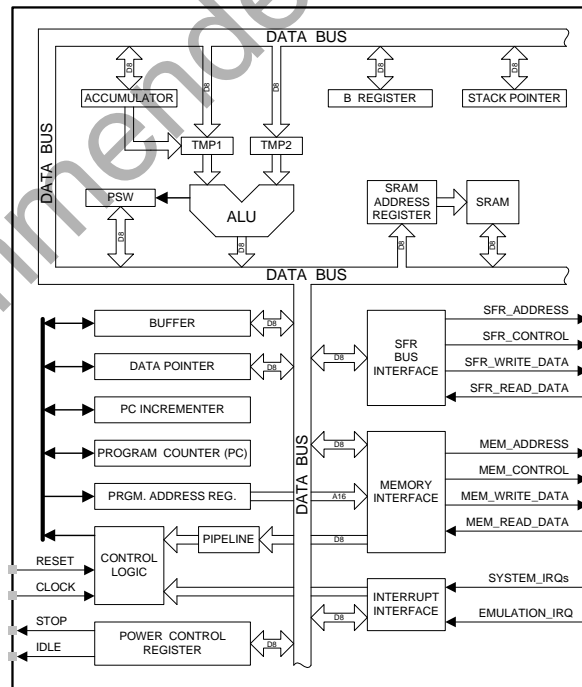 DATA BUS
D8
D8
D8
D8
D8
ACCUMULATOR
B REGISTER
STACK POINTER
DATA BUS
TMP1
TMP2
PSW
ALU
SRAM
ADDRESS
REGISTER
SRAM
D8
D8
D8
D8
DATA BUS
BUFFER
D8
DATA POINTER
D8
PC INCREMENTER
PROGRAM COUNTER (PC)
PRGM. ADDRESS REG.
A16
DATA BUS
D8
SFR
BUS
INTERFACE
SFR_ADDRESS
SFR_CONTROL
SFR_WRITE_DATA
SFR_READ_DATA
D8
MEMORY
INTERFACE
MEM_ADDRESS
MEM_CONTROL
MEM_WRITE_DATA
MEM_READ_DATA
RESET
CLOCK
CONTROL
LOGIC
PIPELINE
D8
INTERRUPT
INTERFACE
SYSTEM_IRQs
EMULATION_IRQ
D8
STOP
IDLE
POWER CONTROL
REGISTER
D8